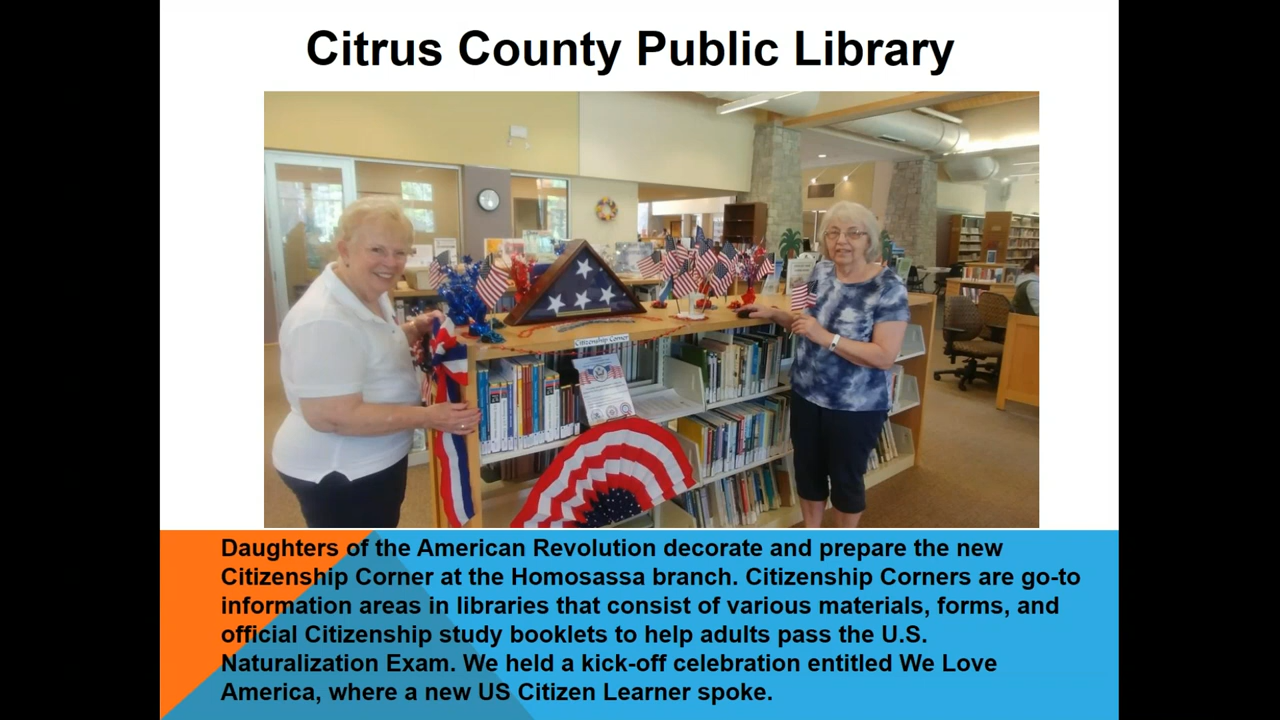 Citrus County Public Library
Citizenship Corner
Daughters of the American Revolution decorate and prepare the new
Citizenship Corner at the Homosassa branch. Citizenship Corners are go-to
information areas in libraries that consist of various materials, forms, and
official Citizenship study booklets to help adults pass the U.S.
Naturalization Exam. We held a kick-off celebration entitled We Love
America, where a new US Citizen Learner spoke.